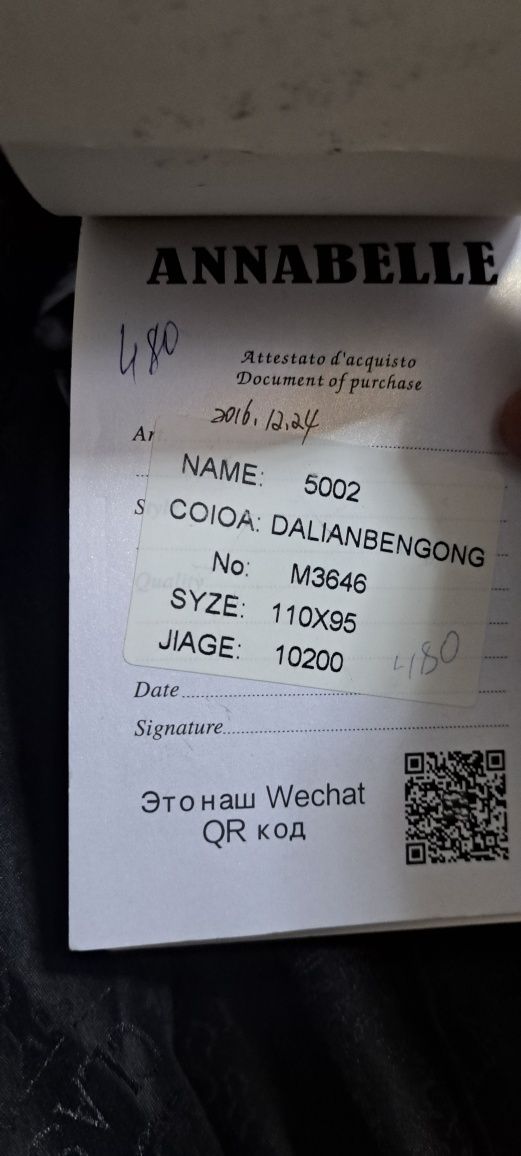 ANNABELLE
480
Attestato d'acquisto
Document of purchase
2016.12.24
NAME: 5002
COIOA: DALIANBENGONG
No: M3646
SYZE: 110X95
JIAGE: 10200
480
Quality
Date
Signature
Это наш Wechat
QR код